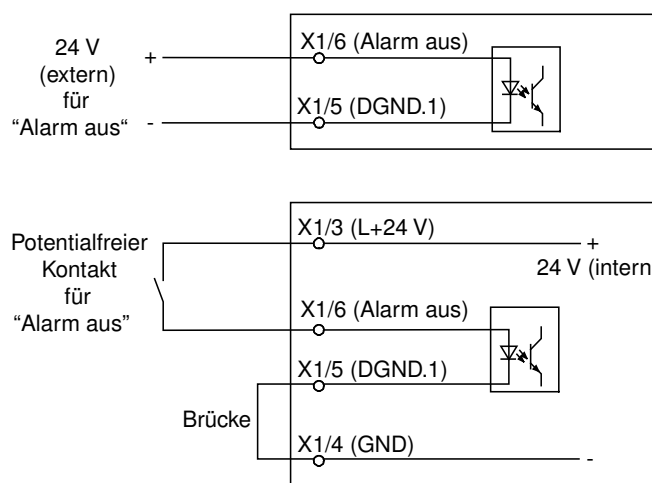 24 V
(extern)
für
“Alarm aus“
+
-
X1/6 (Alarm aus)
X1/5 (DGND.1)
Potentialfreier
Kontakt
für
“Alarm aus”
X1/3 (L+24 V)
+
24 V (intern
X1/6 (Alarm aus)
X1/5 (DGND.1)
Brücke
X1/4 (GND)
-